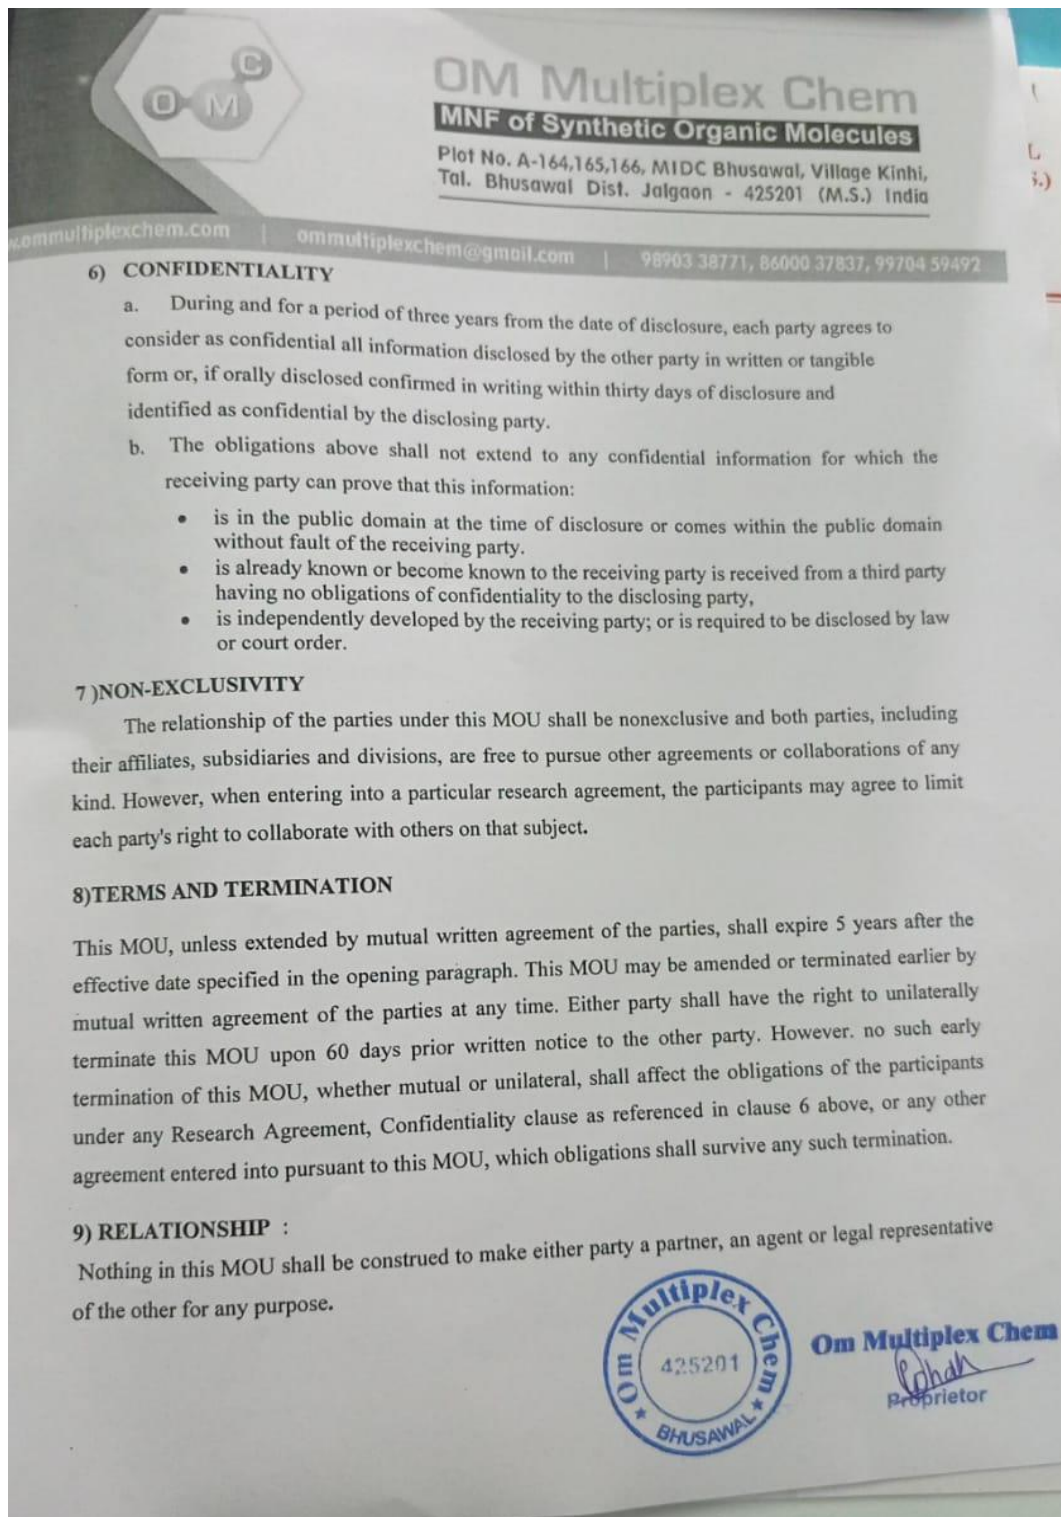 O M C
OM Multiplex Chem
MNF of Synthetic Organic Molecules
Plot No. A-164,165,166, MIDC Bhusawal, Village Kinhi,
Tal. Bhusawal Dist. Jalgaon - 425201 (M.S.) India
.ommultiplexchem.com | ommultiplexchem@gmail.com | 98903 38771, 86000 37837, 99704 59492
6) CONFIDENTIALITY
a. During and for a period of three years from the date of disclosure, each party agrees to
consider as confidential all information disclosed by the other party in written or tangible
form or, if orally disclosed confirmed in writing within thirty days of disclosure and
identified as confidential by the disclosing party.
b. The obligations above shall not extend to any confidential information for which the
receiving party can prove that this information:
• is in the public domain at the time of disclosure or comes within the public domain
without fault of the receiving party.
• is already known or become known to the receiving party is received from a third party
having no obligations of confidentiality to the disclosing party,
• is independently developed by the receiving party; or is required to be disclosed by law
or court order.
7 )NON-EXCLUSIVITY
The relationship of the parties under this MOU shall be nonexclusive and both parties, including
their affiliates, subsidiaries and divisions, are free to pursue other agreements or collaborations of any
kind. However, when entering into a particular research agreement, the participants may agree to limit
each party's right to collaborate with others on that subject.
8)TERMS AND TERMINATION
This MOU, unless extended by mutual written agreement of the parties, shall expire 5 years after the
effective date specified in the opening paragraph. This MOU may be amended or terminated earlier by
mutual written agreement of the parties at any time. Either party shall have the right to unilaterally
terminate this MOU upon 60 days prior written notice to the other party. However. no such early
termination of this MOU, whether mutual or unilateral, shall affect the obligations of the participants
under any Research Agreement, Confidentiality clause as referenced in clause 6 above, or any other
agreement entered into pursuant to this MOU, which obligations shall survive any such termination.
9) RELATIONSHIP :
Nothing in this MOU shall be construed to make either party a partner, an agent or legal representative
of the other for any purpose.
Om Multiplex Chem
425201
BHUSAWAL
Om Multiplex Chem
Proprietor